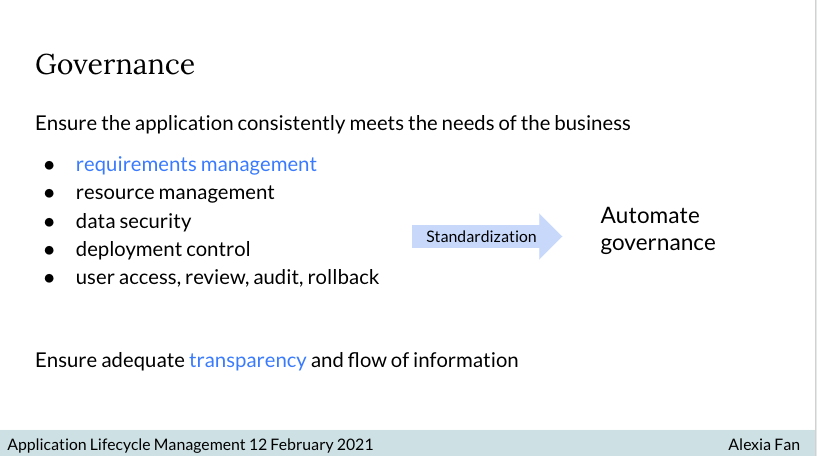 Governance
Ensure the application consistently meets the needs of the business
● requirements management
● resource management
● data security
● deployment control
● user access, review, audit, rollback
Standardization
Automate
governance
Ensure adequate transparency and flow of information
Application Lifecycle Management 12 February 2021
Alexia Fan